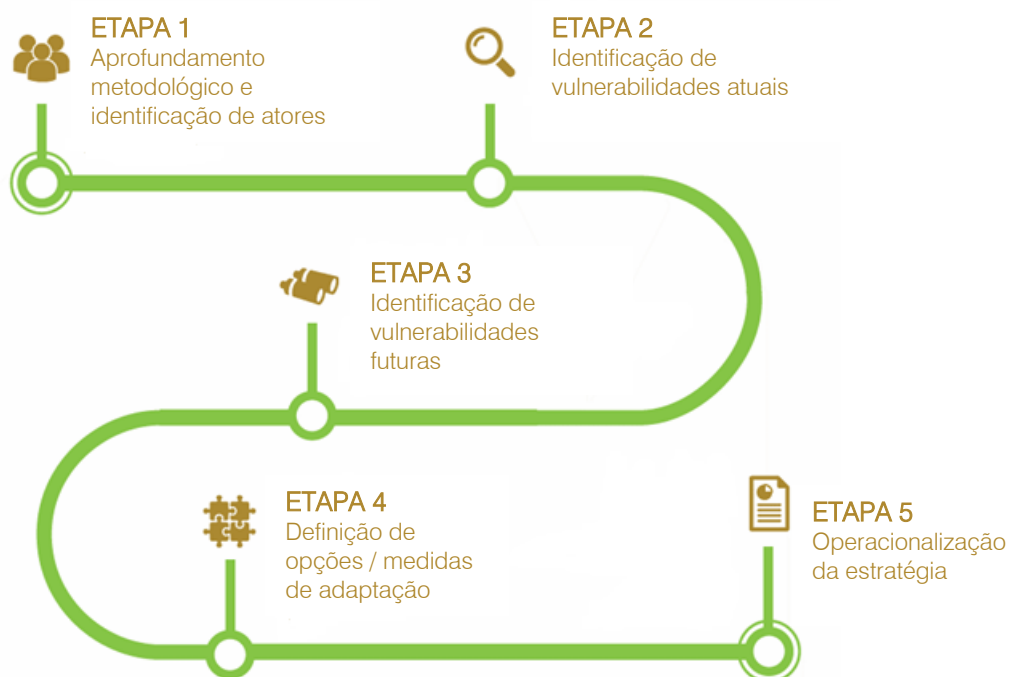 ETAPA 1
Aprofundamento
metodológico e
identificação de atores
ETAPA 2
Identificação de
vulnerabilidades atuais
ETAPA 3
Identificação de
vulnerabilidades
futuras
ETAPA 4
Definição de
opções / medidas
de adaptação
ETAPA 5
Operacionalização
da estratégia